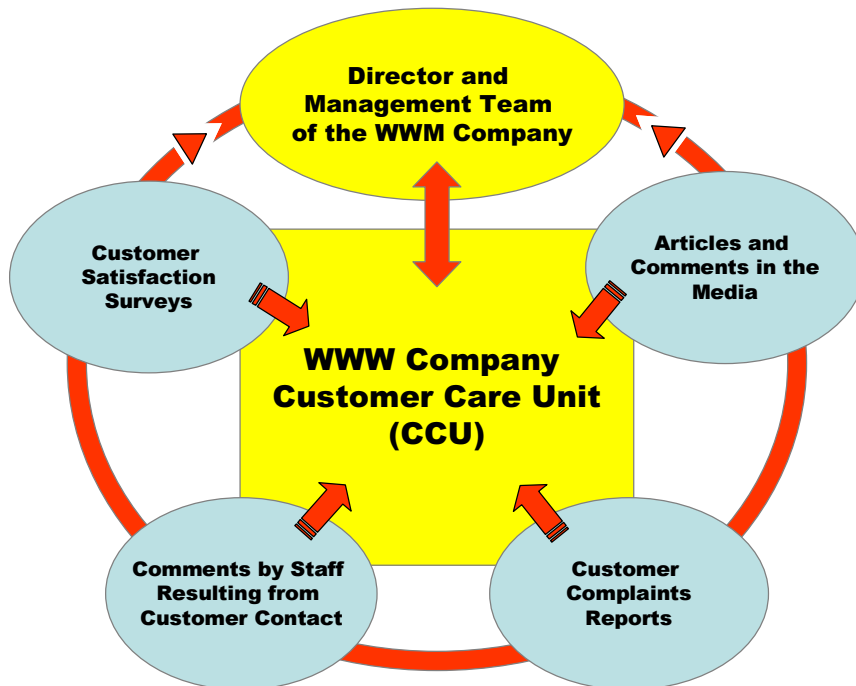 Director and
Management Team
of the WWM Company
Customer
Satisfaction
Surveys
Articles and
Comments in the
Media
WWW Company
Customer Care Unit
(CCU)
Comments by Staff
Resulting from
Customer Contact
Customer
Complaints
Reports